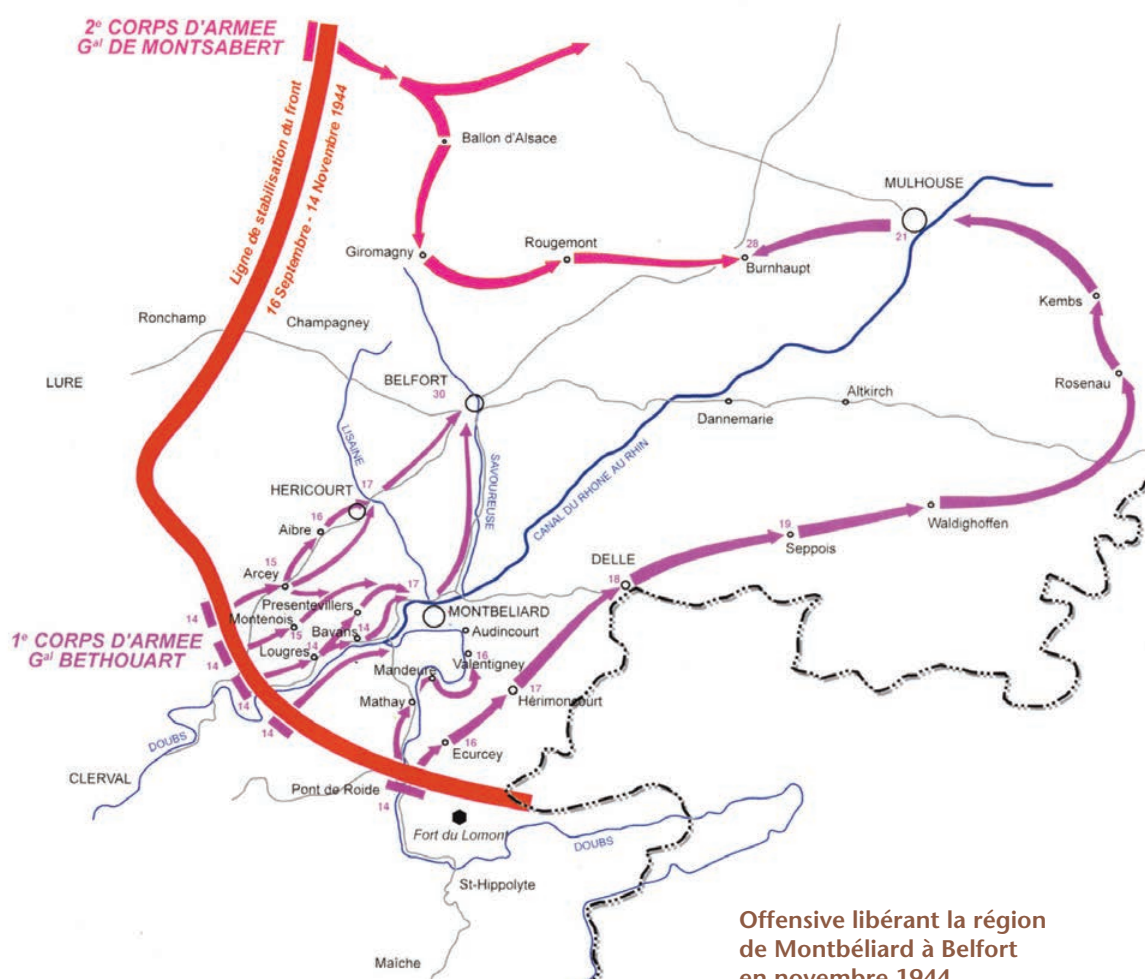 2e CORPS D'ARMEE
Gal DE MONTSABERT
Ligne de stabilisation du front
16 Septembre - 14 Novembre 1944
Ballon d'Alsace
MULHOUSE
21
Giromagny
Rougemont
28
Burnhaupt
Kembs
Ronchamp
Champagney
LURE
BELFORT
30
Rosenau
Altkirch
Dannemarie
LISAINE
SAVOUREUSE
CANAL DU RHONE AU RHIN
HERICOURT
17
16
Aibre
Waldighoffen
19
Seppois
DELLE
18
15
Arcey
17
Presentevillers
14
Montenois
15
MONTBELIARD
Bavans
14
Audincourt
1e CORPS D'ARMEE
Gal BETHOUART
14
Lougres
14
16
Valentigney
Mandeure
14
Mathay
17
Hérimoncourt
14
16
Ecurcey
DOUBS
CLERVAL
Pont de Roide
14
Fort du Lomont
DOUBS
St-Hippolyte
Maîche
Offensive libérant la région
de Montbéliard à Belfort
en novembre 1944